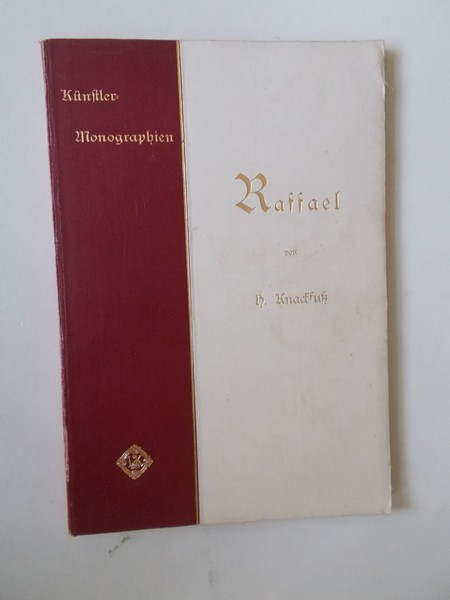 Künstler-
Monographien
Raffael
von
H. Knackfuß